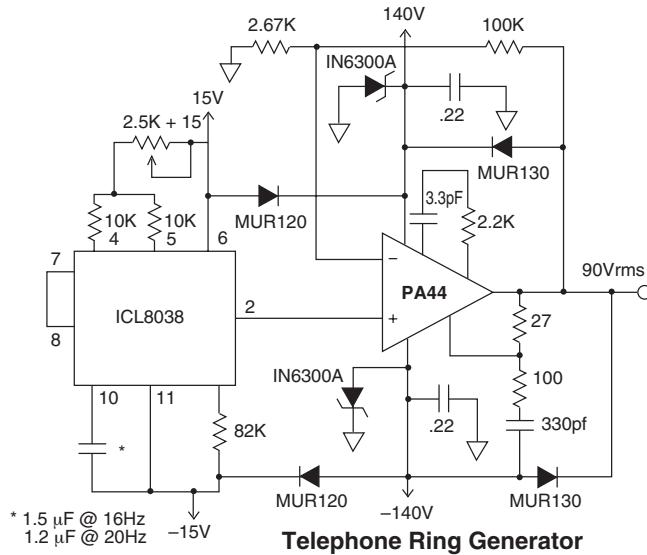 2.67K
140V
100K
IN6300A
15V
.22
2.5K + 15
MUR130
3.3pF
10K
10K
MUR120
2.2K
4
5
6
7
90Vrms
PA44
ICL8038
2
8
27
IN6300A
10
11
100
82K
.22
330pf
*
MUR120
MUR130
* 1.5 µF @ 16Hz
1.2 µF @ 20Hz
–15V
–140V
Telephone Ring Generator
−
+